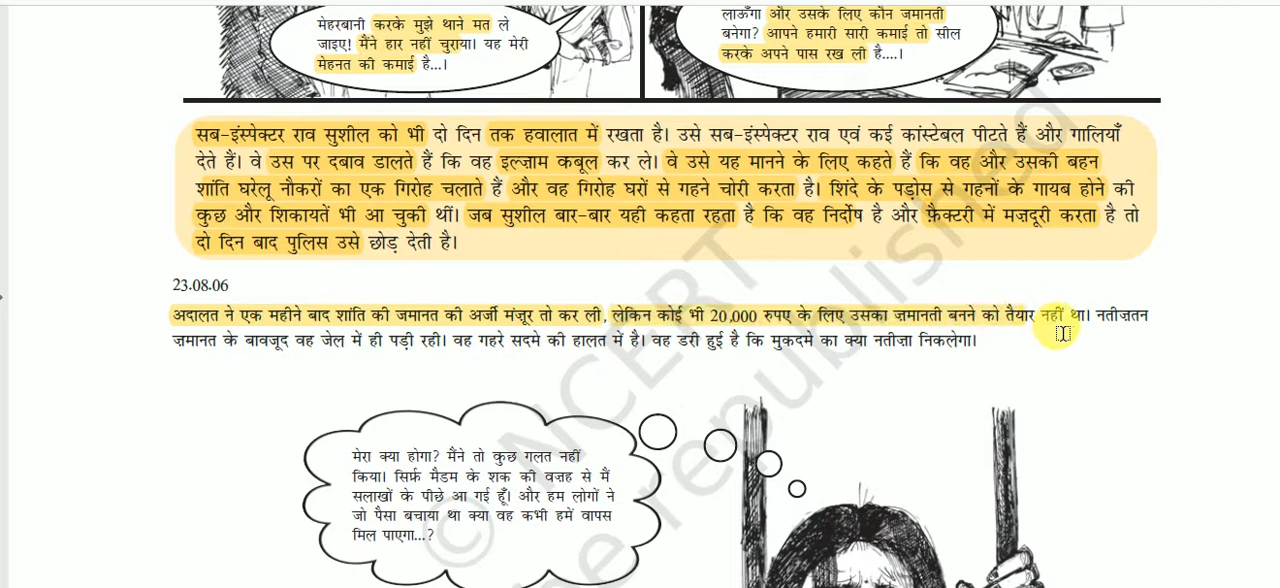 मेहरबानी करके मुझे थाने मत ले
जाइए! मैंने हार नहीं चुराया। यह मेरी
मेहनत की कमाई है...।
लाऊँगा और उसके लिए कौन जमानती
बनेगा? आपने हमारी सारी कमाई तो सील
करके अपने पास रख ली है....।
सब-इंस्पेक्टर राव सुशील को भी दो दिन तक हवालात में रखता है। उसे सब-इंस्पेक्टर राव एवं कई कांस्टेबल पीटते हैं और गालियाँ
देते हैं। वे उस पर दबाव डालते हैं कि वह इल्ज़ाम कबूल कर ले। वे उसे यह मानने के लिए कहते हैं कि वह और उसकी बहन
शांति घरेलू नौकरों का एक गिरोह चलाते हैं और वह गिरोह घरों से गहने चोरी करता है। शिंदे के पड़ोस से गहनों के गायब होने की
कुछ और शिकायतें भी आ चुकी थीं। जब सुशील बार-बार यही कहता रहता है कि वह निर्दोष है और फ़ैक्टरी में मज़दूरी करता है तो
दो दिन बाद पुलिस उसे छोड़ देती है।
23.08.06
अदालत ने एक महीने बाद शांति की जमानत की अर्जी मंज़ूर तो कर ली, लेकिन कोई भी 20,000 रुपए के लिए उसका ज़मानती बनने को तैयार नहीं था। नतीज़तन
ज़मानत के बावजूद वह जेल में ही पड़ी रही। वह गहरे सदमे की हालत में है। वह डरी हुई है कि मुकदमे का क्या नतीज़ा निकलेगा।
मेरा क्या होगा? मैंने तो कुछ गलत नहीं
किया। सिर्फ़ मैडम के शक की वज़ह से मैं
सलाखों के पीछे आ गई हूँ। और हम लोगों ने
जो पैसा बचाया था क्या वह कभी हमें वापस
मिल पाएगा...?
© NCERT
be republished